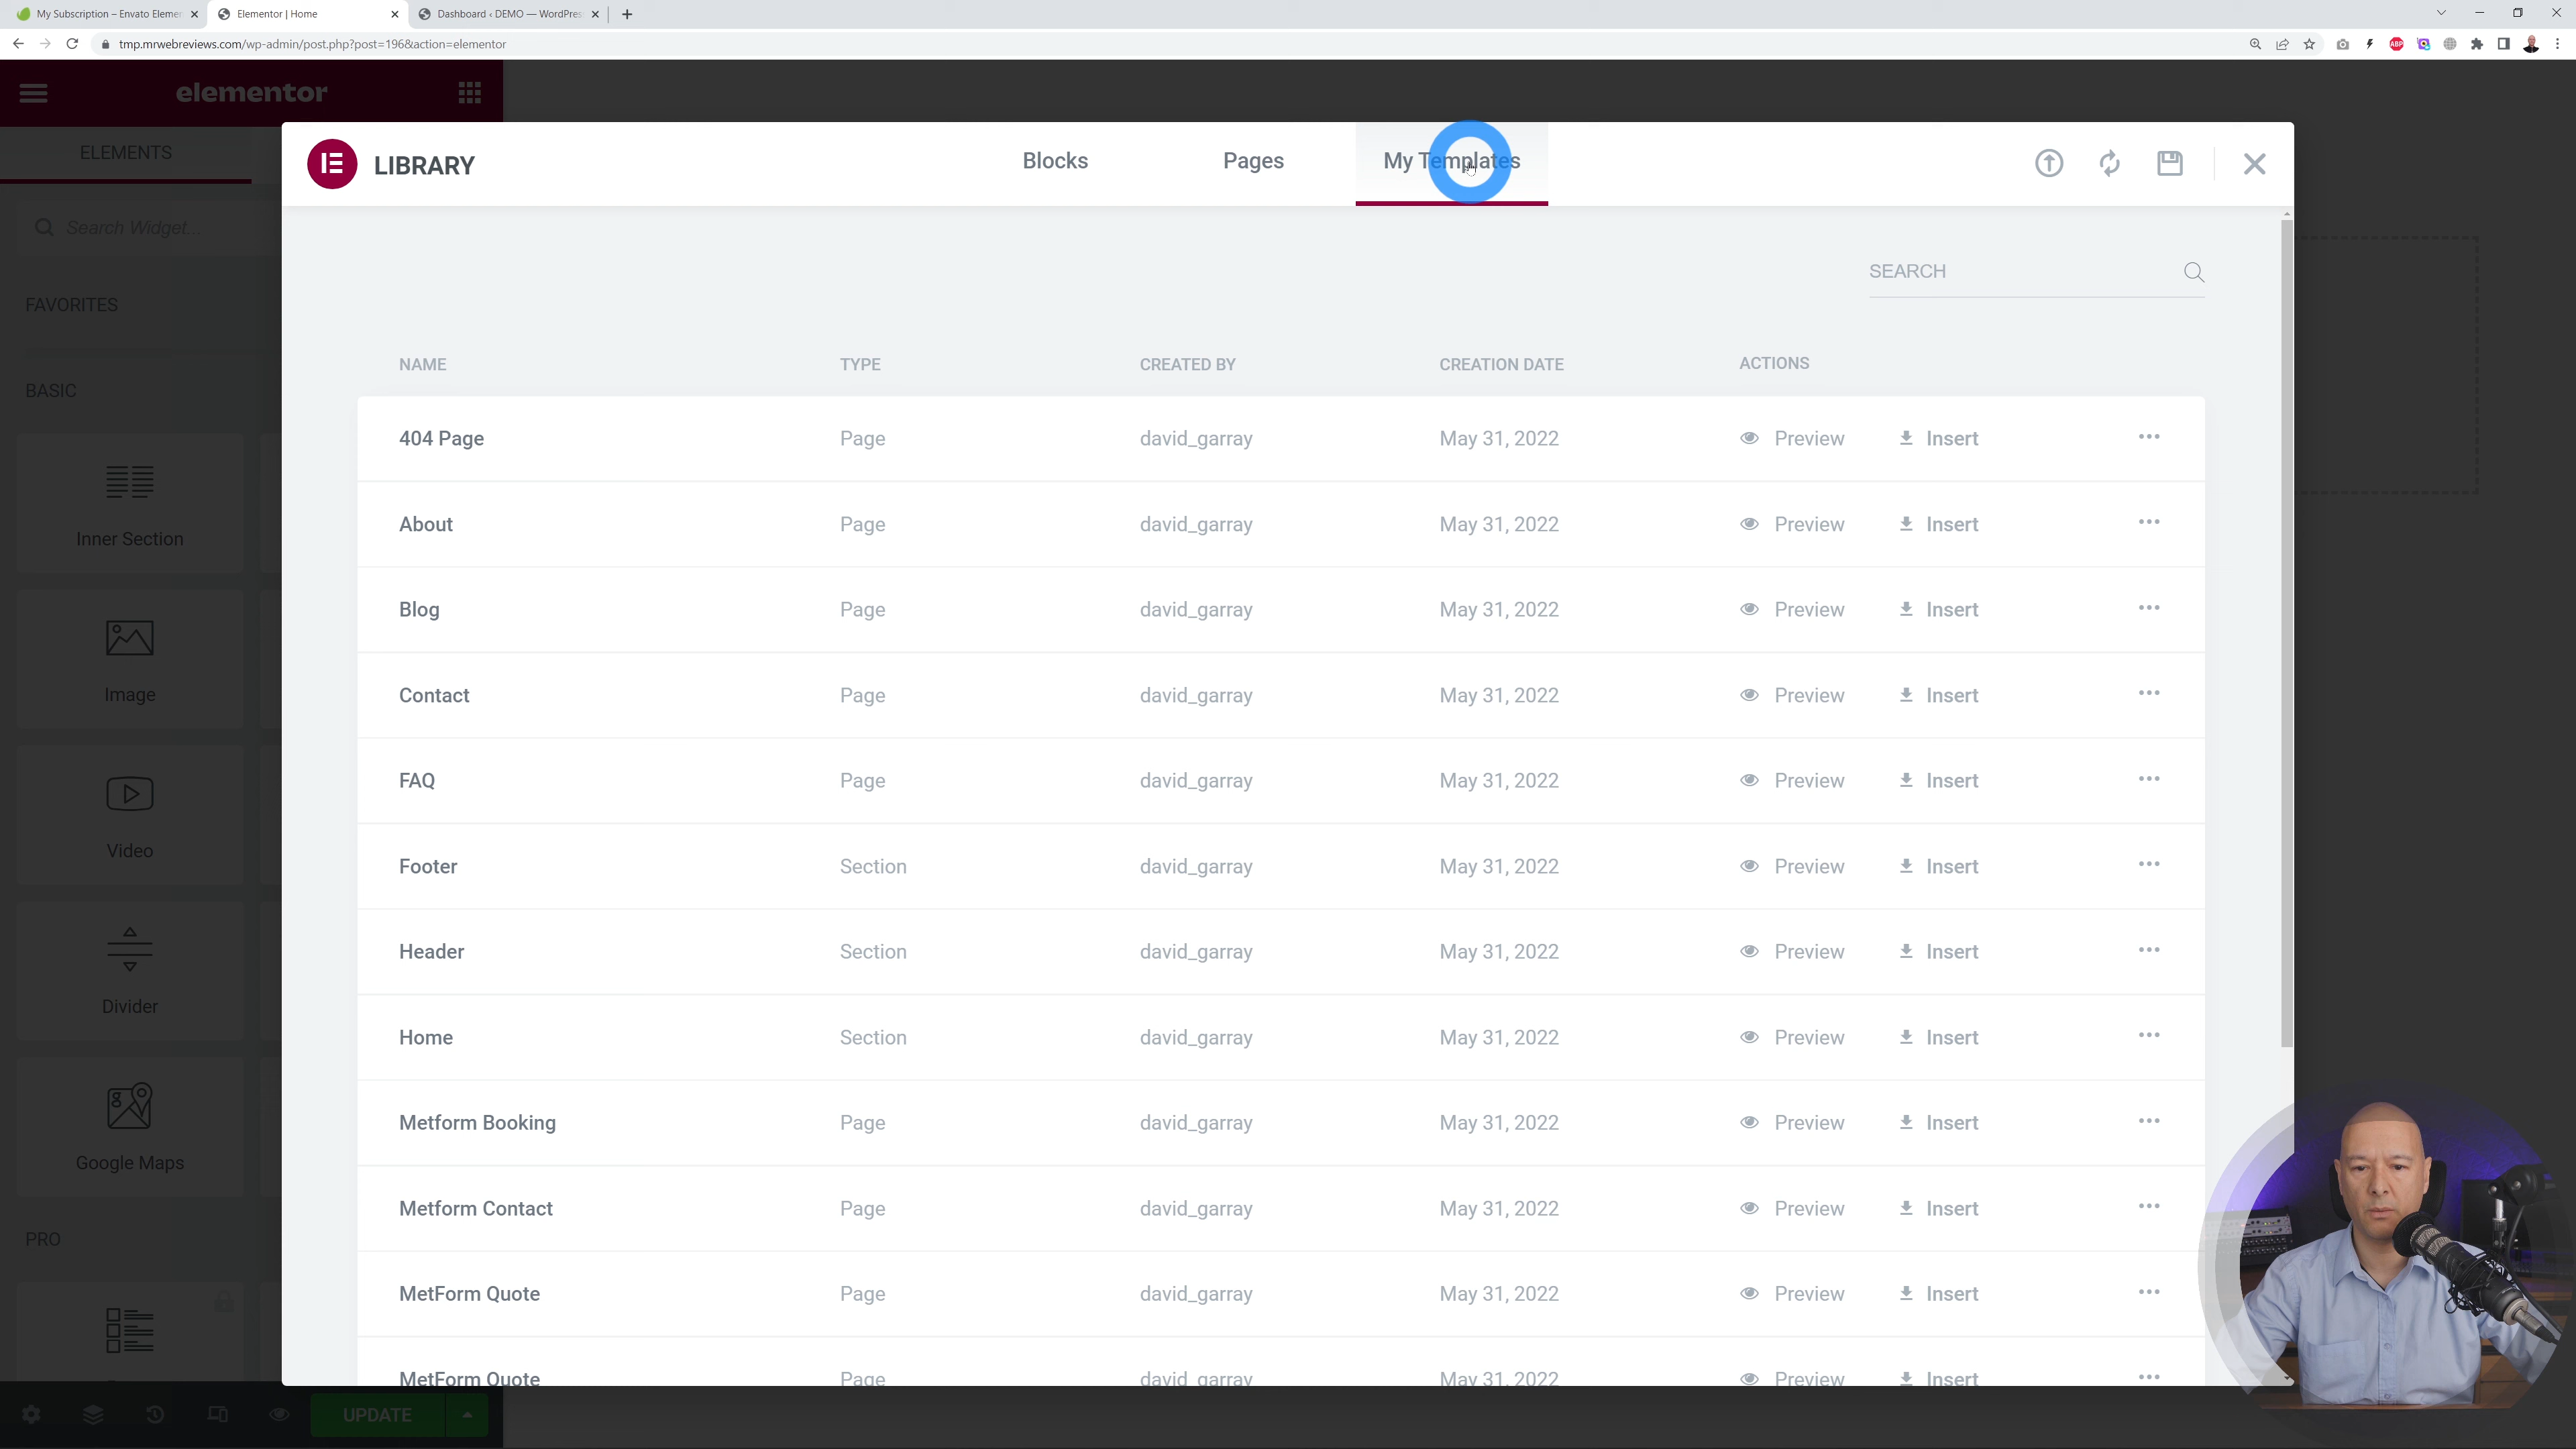 My Subscription – Envato Elemen
Elementor | Home
Dashboard ‹ DEMO — WordPres
tmp.mrwebreviews.com/wp-admin/post.php?post=196&action=elementor
ABP
elementor
ELEMENTS
Search Widget...
FAVORITES
BASIC
Inner Section
Image
Video
Divider
Google Maps
PRO
UPDATE
LIBRARY
Blocks
Pages
My Templates
SEARCH
NAME TYPE CREATED BY CREATION DATE ACTIONS
404 Page Page david_garray May 31, 2022 Preview Insert
About Page david_garray May 31, 2022 Preview Insert
Blog Page david_garray May 31, 2022 Preview Insert
Contact Page david_garray May 31, 2022 Preview Insert
FAQ Page david_garray May 31, 2022 Preview Insert
Footer Section david_garray May 31, 2022 Preview Insert
Header Section david_garray May 31, 2022 Preview Insert
Home Section david_garray May 31, 2022 Preview Insert
Metform Booking Page david_garray May 31, 2022 Preview Insert
Metform Contact Page david_garray May 31, 2022 Preview Insert
MetForm Quote Page david_garray May 31, 2022 Preview Insert
MetForm Quote Page david_garray May 31, 2022 Preview Insert